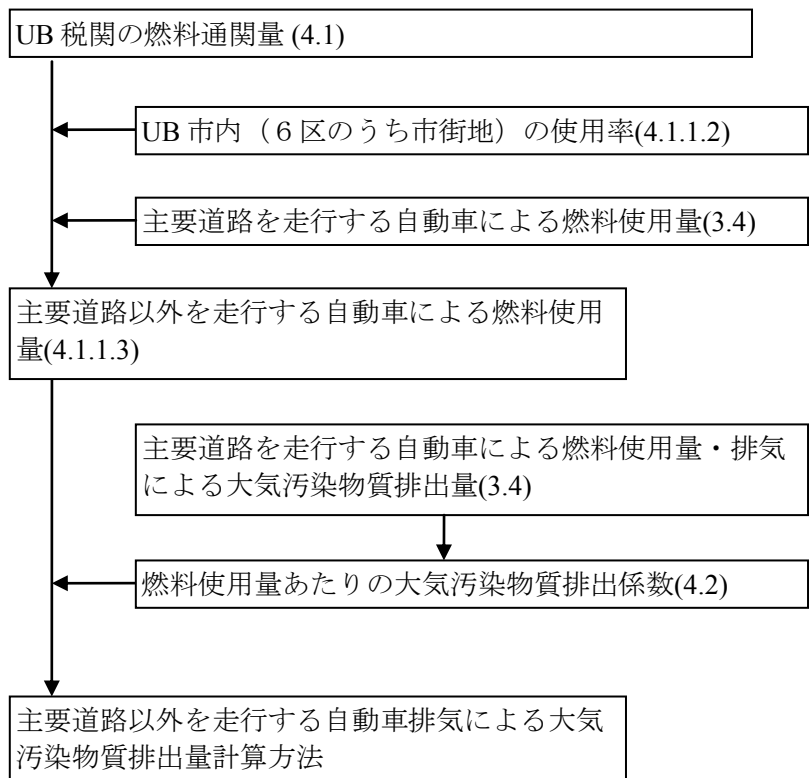 UB 税関の燃料通関量 (4.1)
UB 市内（６区のうち市街地）の使用率(4.1.1.2)
主要道路を走行する自動車による燃料使用量(3.4)
主要道路以外を走行する自動車による燃料使用
量(4.1.1.3)
主要道路を走行する自動車による燃料使用量・排気
による大気汚染物質排出量(3.4)
燃料使用量あたりの大気汚染物質排出係数(4.2)
主要道路以外を走行する自動車排気による大気
汚染物質排出量計算方法